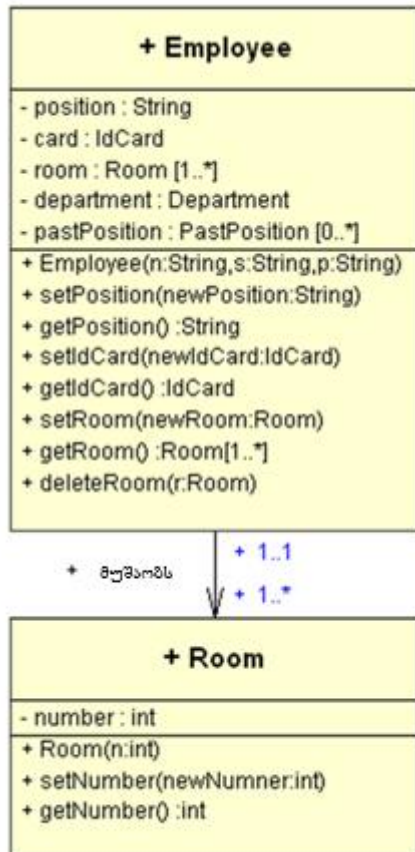 + Employee
- position : String
- card : IdCard
- room : Room [1..*]
- department : Department
- pastPosition : PastPosition [0..*]
+ Employee(n:String,s:String,p:String)
+ setPosition(newPosition:String)
+ getPosition() :String
+ setIdCard(newIdCard:IdCard)
+ getIdCard() :IdCard
+ setRoom(newRoom:Room)
+ getRoom() :Room[1..*]
+ deleteRoom(r:Room)
+ 1..1
+ მუშაობს
+ 1..*
+ Room
- number : int
+ Room(n:int)
+ setNumber(newNumner:int)
+ getNumber() :int